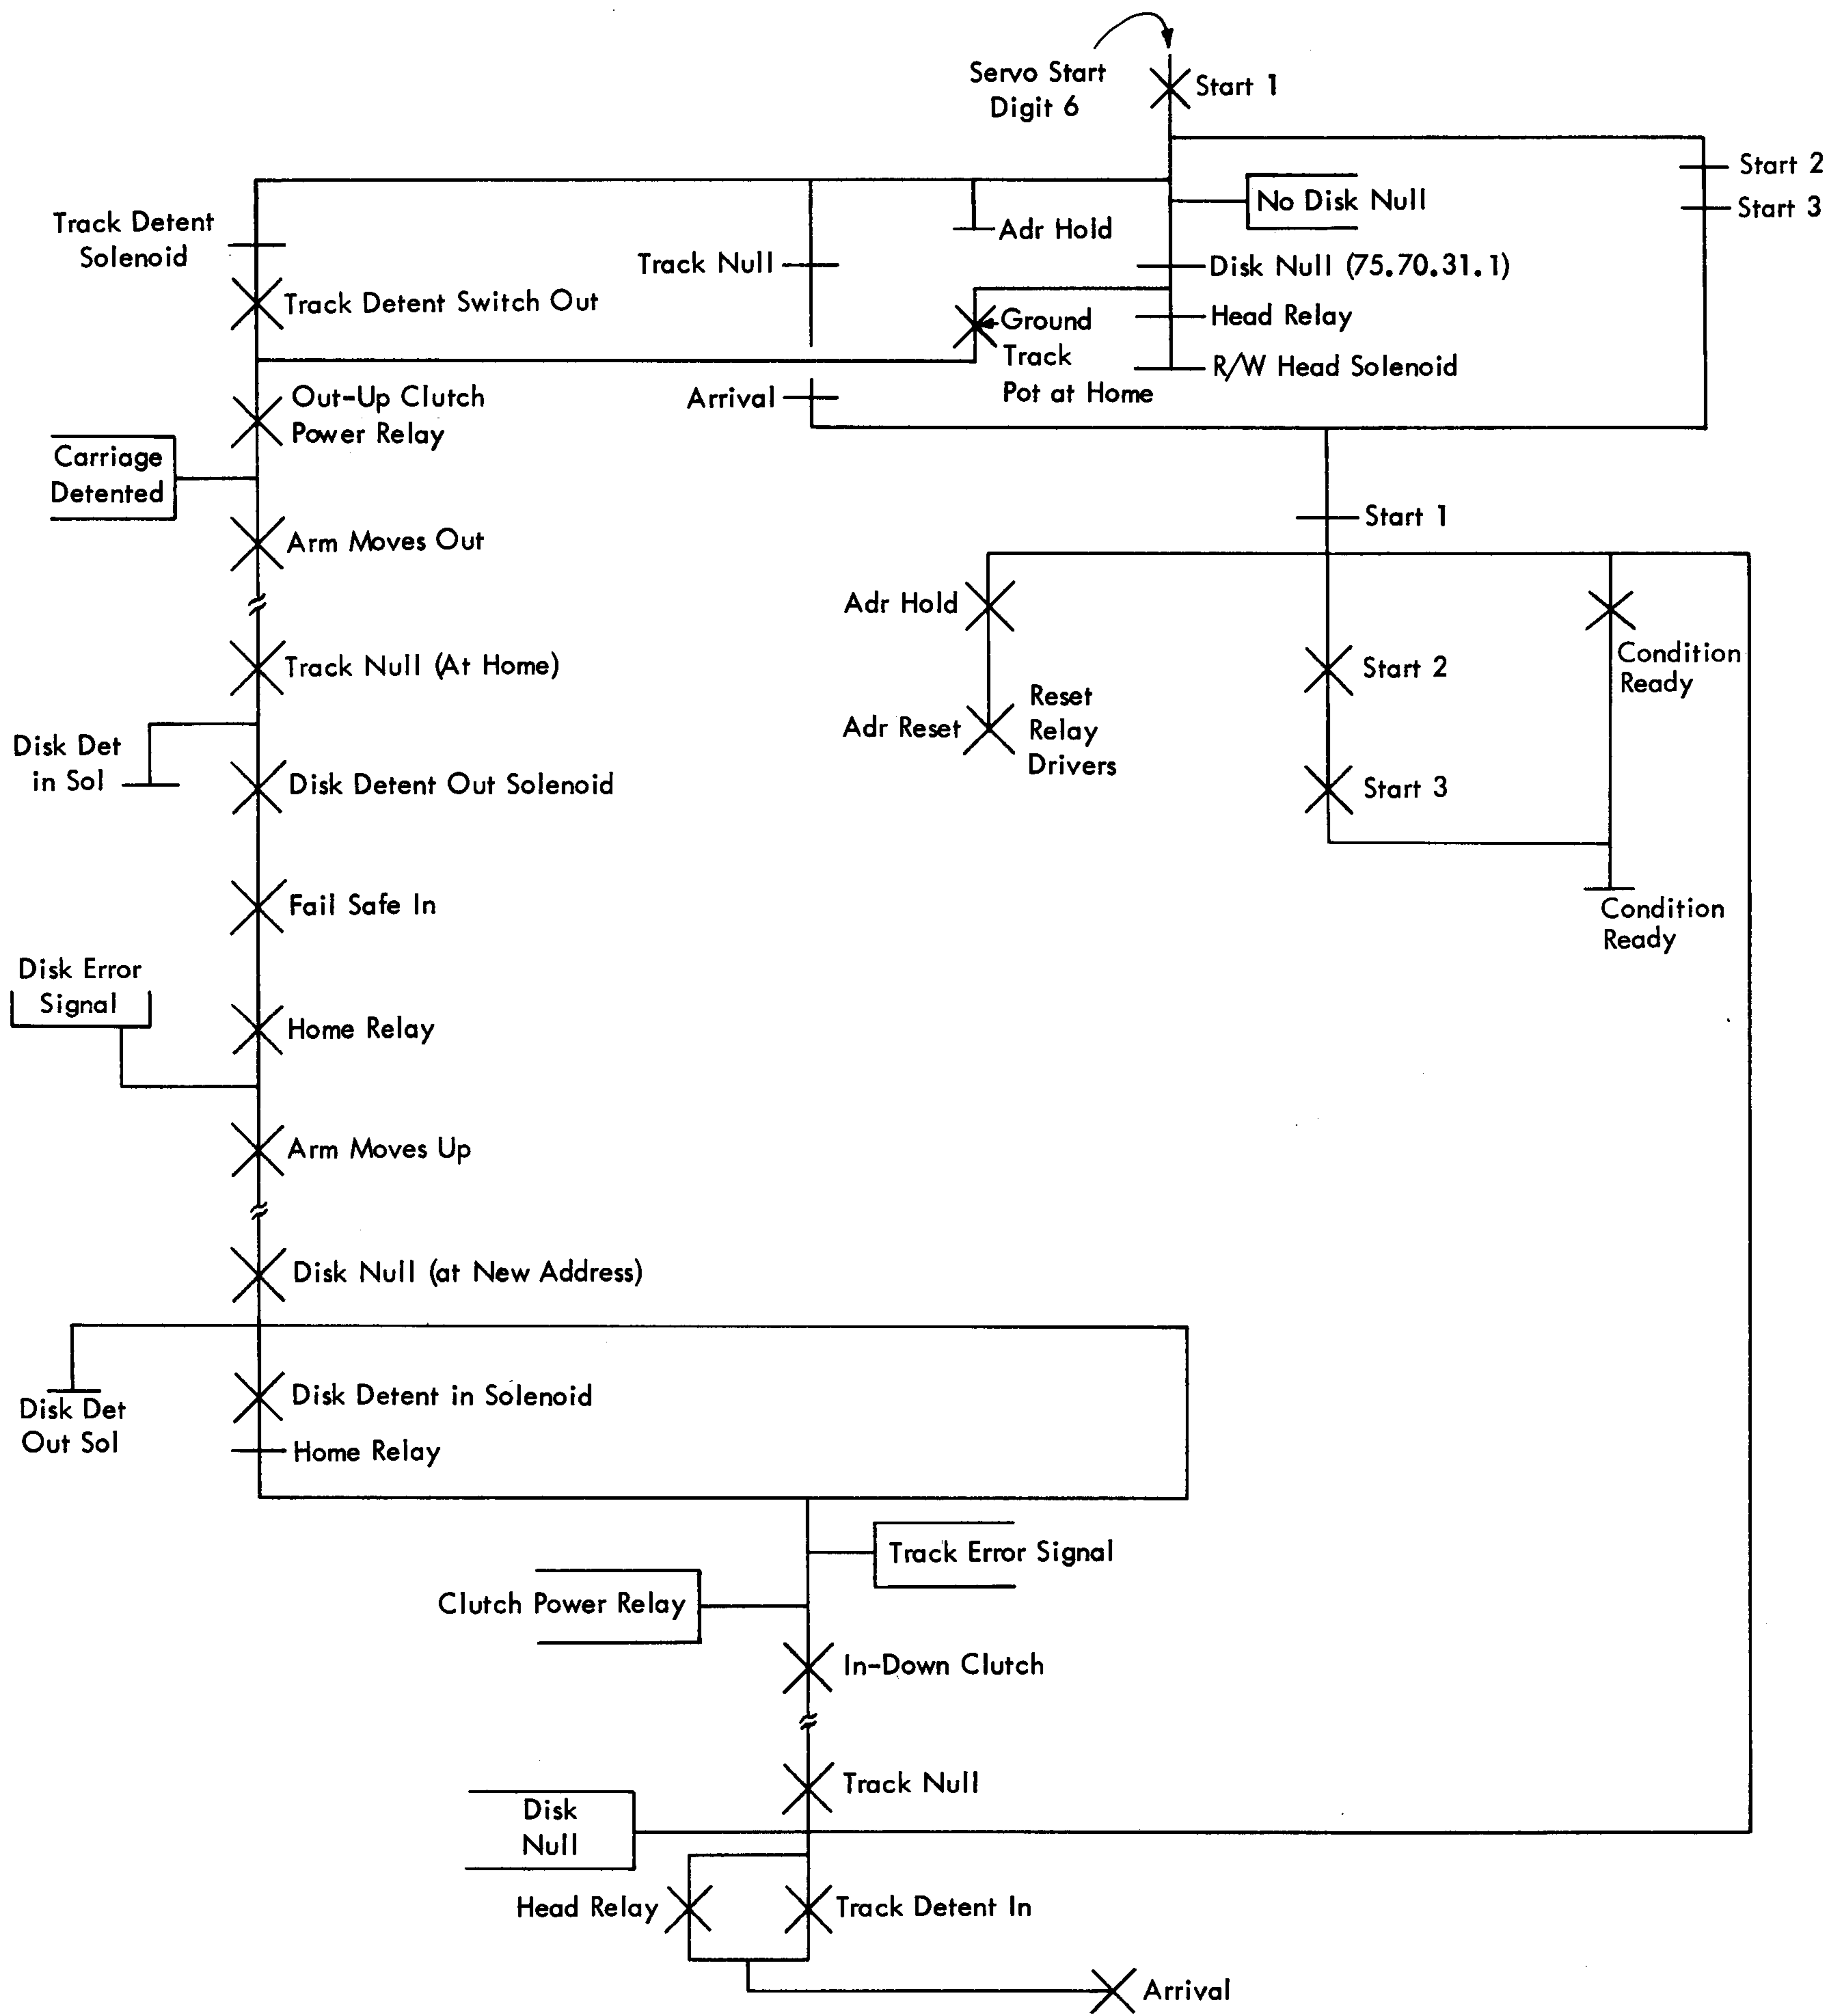 Servo Start
Digit 6
Start 1
Start 2
Start 3
No Disk Null
Track Detent
Solenoid
Adr Hold
Track Null
Disk Null (75.70.31.1)
Track Detent Switch Out
Ground
Track
Pot at Home
Head Relay
R/W Head Solenoid
Out-Up Clutch
Power Relay
Arrival
Carriage
Detented
Start 1
Arm Moves Out
Adr Hold
Track Null (At Home)
Start 2
Condition
Ready
Adr Reset
Reset
Relay
Drivers
Disk Det
in Sol
Disk Detent Out Solenoid
Start 3
Fail Safe In
Condition
Ready
Disk Error
Signal
Home Relay
Arm Moves Up
Disk Null (at New Address)
Disk Detent in Solenoid
Disk Det
Out Sol
Home Relay
Track Error Signal
Clutch Power Relay
In-Down Clutch
Track Null
Disk
Null
Head Relay
Track Detent In
Arrival